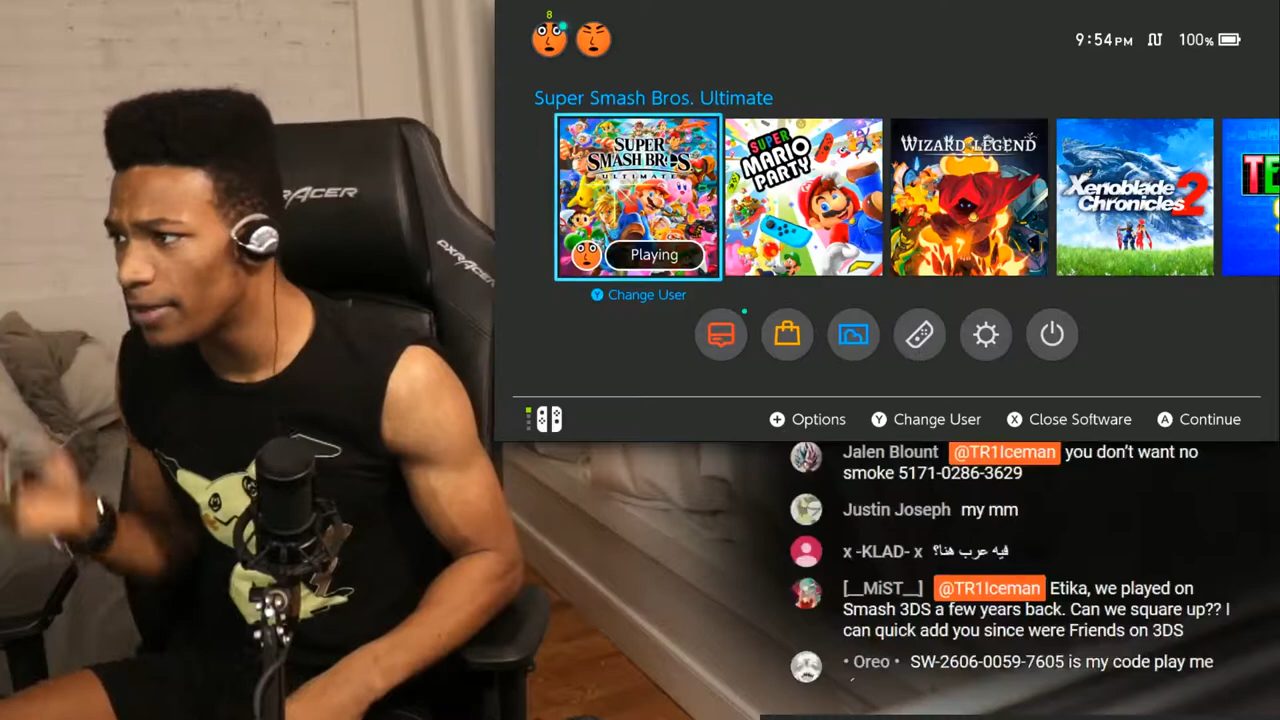 8
9:54 PM 100%
Super Smash Bros. Ultimate
SUPER
SMASH BROS
ULTIMATE
Playing
SUPER
MARIO
PARTY
WIZARD of LEGEND
Xenoblade
Chronicles 2
TE
Y Change User
+ Options Y Change User X Close Software A Continue
RACER
DXRACER
Jalen Blount @TR1Iceman you don't want no
smoke 5171-0286-3629
Justin Joseph my mm
x -KLAD- x فيه عرب هنا؟
[__MiST__] @TR1Iceman Etika, we played on
Smash 3DS a few years back. Can we square up?? I
can quick add you since were Friends on 3DS
• Oreo • SW-2606-0059-7605 is my code play me